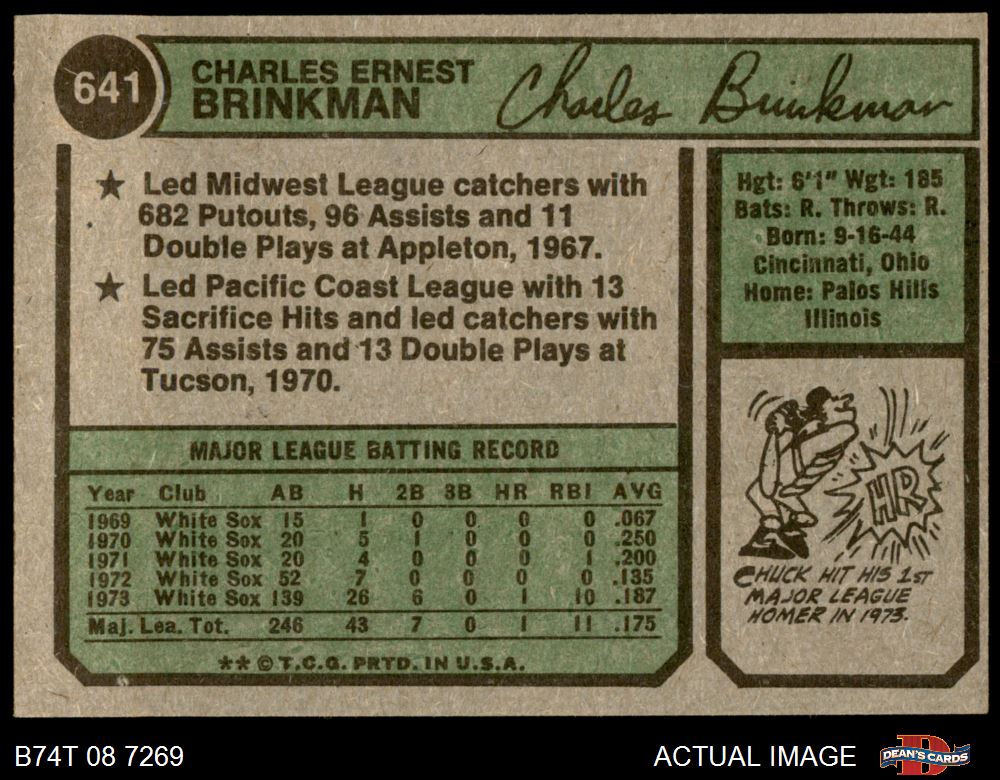 641
CHARLES ERNEST
BRINKMAN
Charles Brinkman
★ Led Midwest League catchers with
682 Putouts, 96 Assists and 11
Double Plays at Appleton, 1967.
★ Led Pacific Coast League with 13
Sacrifice Hits and led catchers with
75 Assists and 13 Double Plays at
Tucson, 1970.
Hgt: 6'1" Wgt: 185
Bats: R. Throws: R.
Born: 9-16-44
Cincinnati, Ohio
Home: Palos Hills
Illinois
MAJOR LEAGUE BATTING RECORD
Year Club AB H 2B 3B HR RBI AVG
1969 White Sox 15 1 0 0 0 0 .067
1970 White Sox 20 5 1 0 0 0 .250
1971 White Sox 20 4 0 0 0 1 .200
1972 White Sox 52 7 0 0 0 0 .135
1973 White Sox 139 26 6 0 1 10 .187
Maj. Lea. Tot. 246 43 7 0 1 11 .175
** © T.C.G. PRTD. IN U.S.A.
HR
CHUCK HIT HIS 1ST
MAJOR LEAGUE
HOMER IN 1973.
B74T 08 7269
ACTUAL IMAGE
D
DEAN'S CARDS